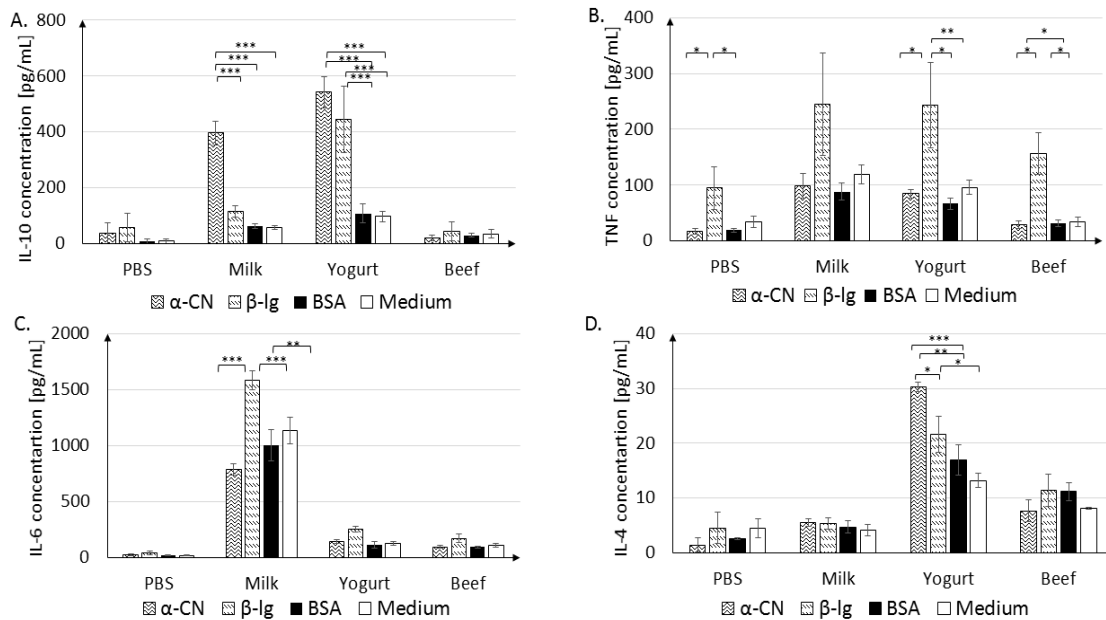 A.
IL-10 concentration [pg/mL]
800
600
400
200
0
***
***
***
***
***
***
***
PBS Milk Yogurt Beef
α-CN β-lg BSA Medium
B.
TNF concentration [pg/mL]
400
300
200
100
0
* *
**
* *
*
* *
PBS Milk Yogurt Beef
α-CN β-lg BSA Medium
C.
IL-6 concentartion [pg/mL]
2000
1500
1000
500
0
**
*** ***
PBS Milk Yogurt Beef
α-CN β-lg BSA Medium
D.
IL-4 concentration [pg/mL]
40
30
20
10
0
***
**
* *
PBS Milk Yogurt Beef
α-CN β-lg BSA Medium